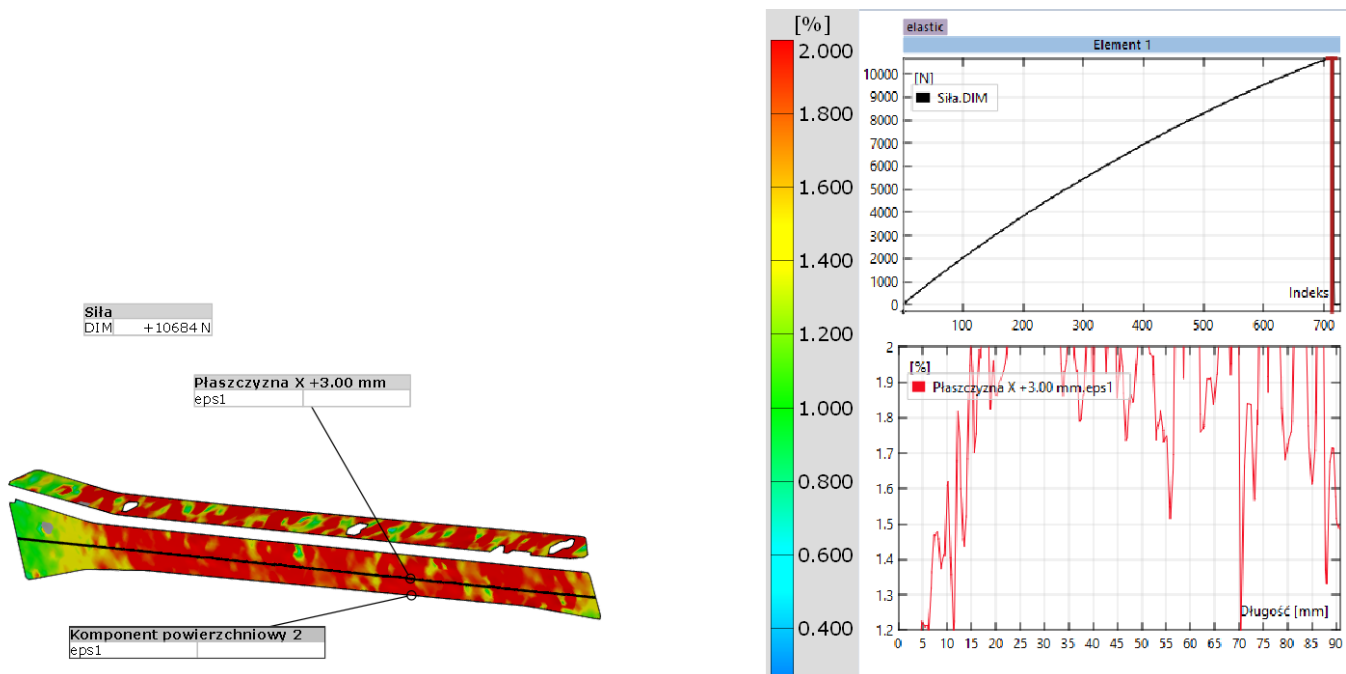 Siła
DIM +10684 N
Płaszczyzna X +3.00 mm
eps1
Komponent powierzchniowy 2
eps1
[%]
2.000
1.800
1.600
1.400
1.200
1.000
0.800
0.600
0.400
elastic
Element 1
[N]
Siła.DIM
10000
9000
8000
7000
6000
5000
4000
3000
2000
1000
0
Indeks
100 200 300 400 500 600 700
[%]
Płaszczyzna X +3.00 mm.eps1
2
1.9
1.8
1.7
1.6
1.5
1.4
1.3
1.2
Długość [mm]
0 5 10 15 20 25 30 35 40 45 50 55 60 65 70 75 80 85 90